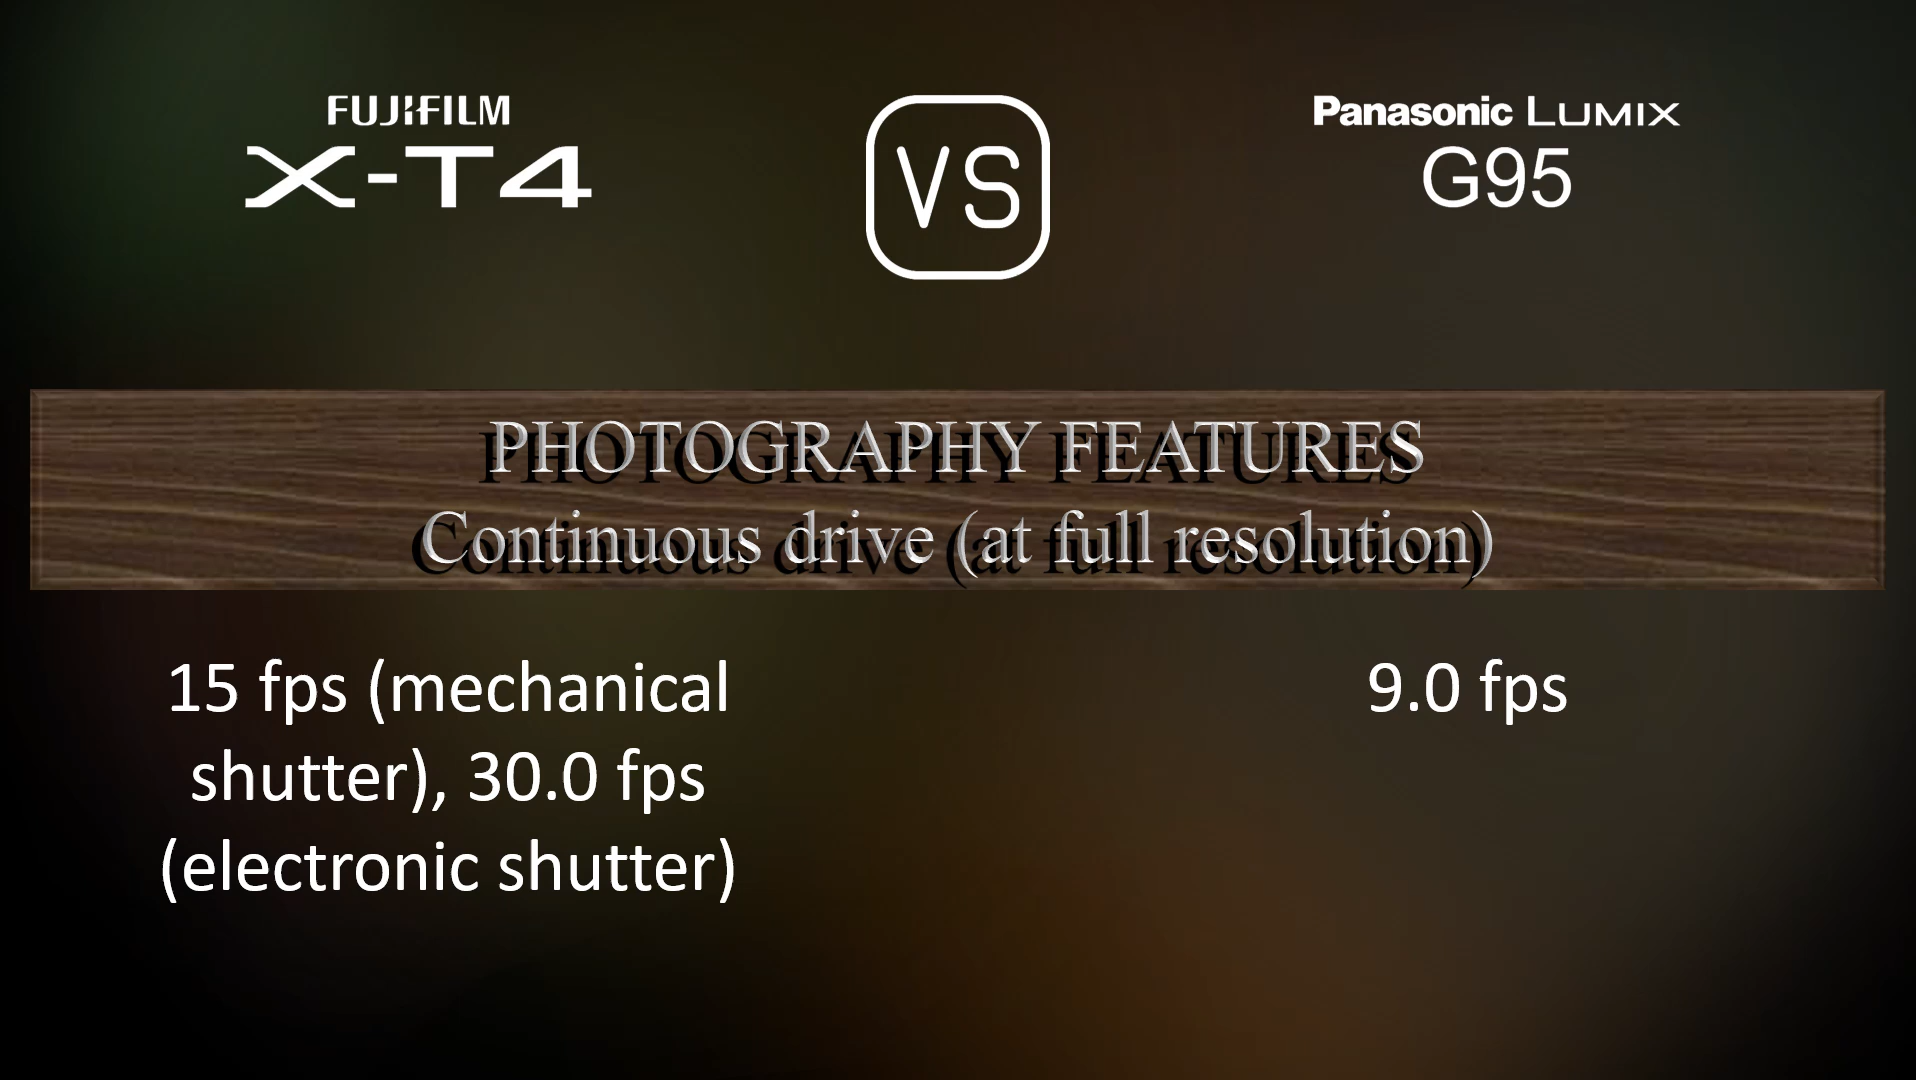 FUJIFILM
X-T4
VS
Panasonic LUMIX
G95
PHOTOGRAPHY FEATURES
Continuous drive (at full resolution)
15 fps (mechanical
shutter), 30.0 fps
(electronic shutter)
9.0 fps